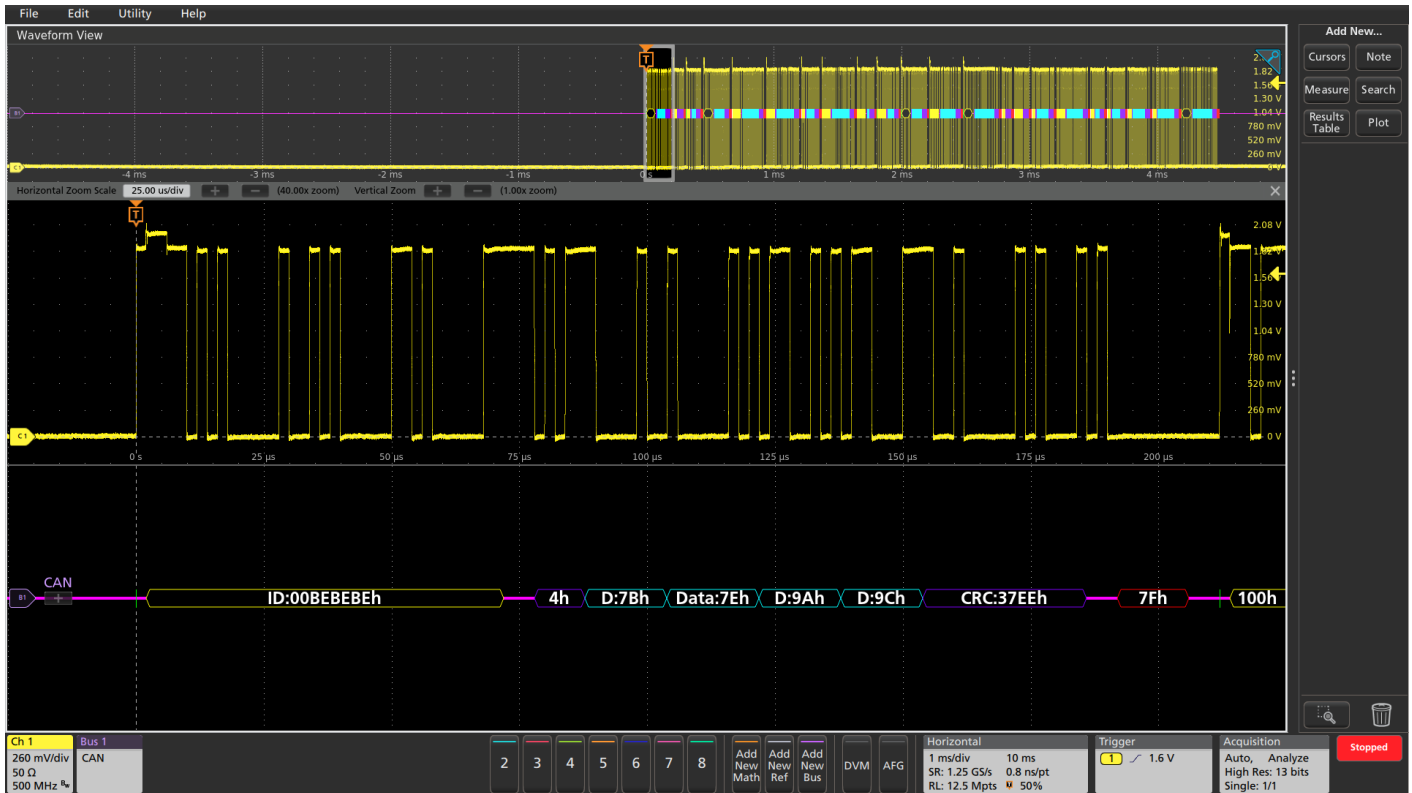 File Edit Utility Help
Waveform View
Add New...
Cursors Note
Measure Search
Results Table Plot
T
1.82
1.56
1.30 V
1.04 V
780 mV
520 mV
260 mV
0 V
B1
C1
-4 ms -3 ms -2 ms -1 ms 0 s 1 ms 2 ms 3 ms 4 ms
Horizontal Zoom Scale 25.00 us/div + — (40.00x zoom) Vertical Zoom + — (1.00x zoom) ✕
T
2.08 V
1.82 V
1.56
1.30 V
1.04 V
780 mV
520 mV
260 mV
C1 0 V
0 s 25 µs 50 µs 75 µs 100 µs 125 µs 150 µs 175 µs 200 µs
CAN
B1 + ID:00BEBEBEh 4h D:7Bh Data:7Eh D:9Ah D:9Ch CRC:37EEh 7Fh 100h
Ch 1
260 mV/div
50 Ω
500 MHz Bw
Bus 1
CAN
2 3 4 5 6 7 8
Add New Math
Add New Ref
Add New Bus
DVM AFG
Horizontal
1 ms/div 10 ms
SR: 1.25 GS/s 0.8 ns/pt
RL: 12.5 Mpts 50%
Trigger
1 1.6 V
Acquisition
Auto, Analyze
High Res: 13 bits
Single: 1/1
Stopped